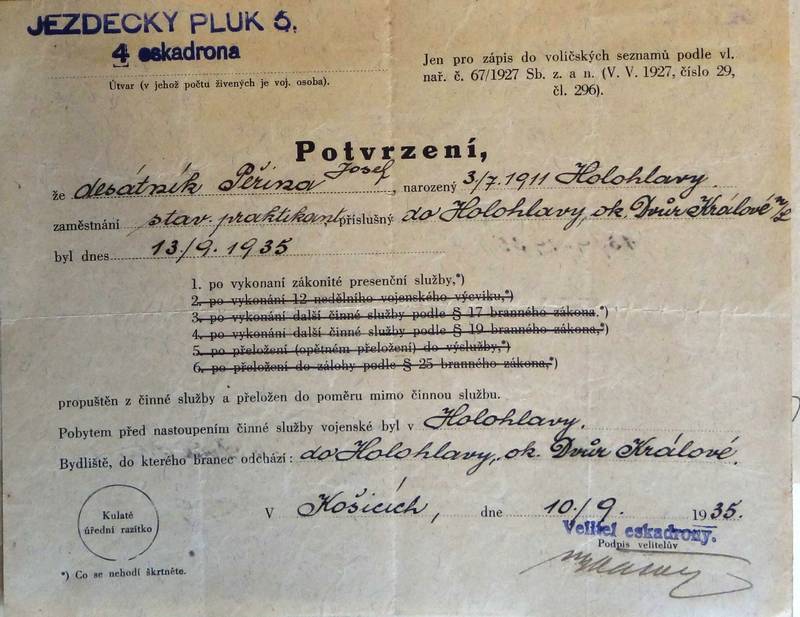 JEZDECKÝ PLUK 6.
4 eskadrona
Útvar (v jehož počtu živených je voj. osoba).
Jen pro zápis do voličských seznamů podle vl.
nař. č. 67/1927 Sb. z. a n. (V. V. 1927, číslo 29,
čl. 296).
Potvrzení,
že desátník Peřina Josef, narozený 3/7. 1911 Holohlavy.
zaměstnání stav. praktikant příslušný do Holohlavy, ok. Dvůr Králové n/L
byl dnes 13/9. 1935
1. po vykonaní zákonité presenční služby,*)
2. po vykonání 12 nedělního vojenského výcviku,*)
3. po vykonání další činné služby podle § 17 branného zákona.*)
4. po vykonání další činné služby podle § 19 branného zákona,*)
5. po přeložení (opětném přeložení) do výslužby,*)
6. po přeložení do zálohy podle § 25 branného zákona,*)
propuštěn z činné služby a přeložen do poměru mimo činnou službu.
Pobytem před nastoupením činné služby vojenské byl v Holohlavy.
Bydliště, do kterého branec odchází: do Holohlavy, ok. Dvůr Králové.
V Košicích, dne 10/9. 1935.
Kulaté
úřední razítko
Velitel eskadrony.
Podpis velitelův
*) Co se nehodí škrtněte.